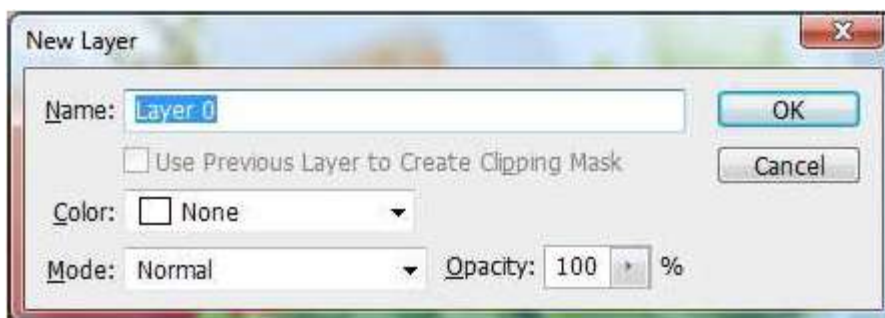 New Layer
Name: Layer 0 OK
Use Previous Layer to Create Clipping Mask Cancel
Color: None
Mode: Normal Opacity: 100 %